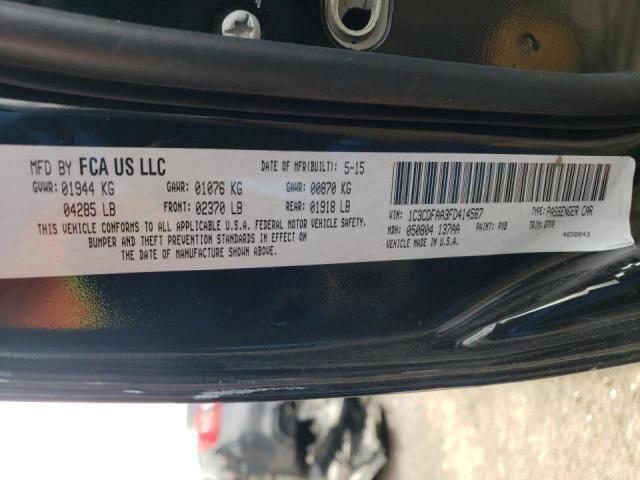 MFD BY FCA US LLC DATE OF MFR(BUILT): 5-15
GVWR: 01944 KG GAWR: 01076 KG GAWR: 00870 KG
04285 LB FRONT: 02370 LB REAR: 01918 LB
THIS VEHICLE CONFORMS TO ALL APPLICABLE U.S.A. FEDERAL MOTOR VEHICLE SAFETY,
BUMPER AND THEFT PREVENTION STANDARDS IN EFFECT ON
THE DATE OF MANUFACTURE SHOWN ABOVE.
VIN: 1C3CDFAA3FD414567 TYPE: PASSENGER CAR
MDH: 050804 137AA PAINT: PXB TRIM:
MADE IN U.S.A. 4658843